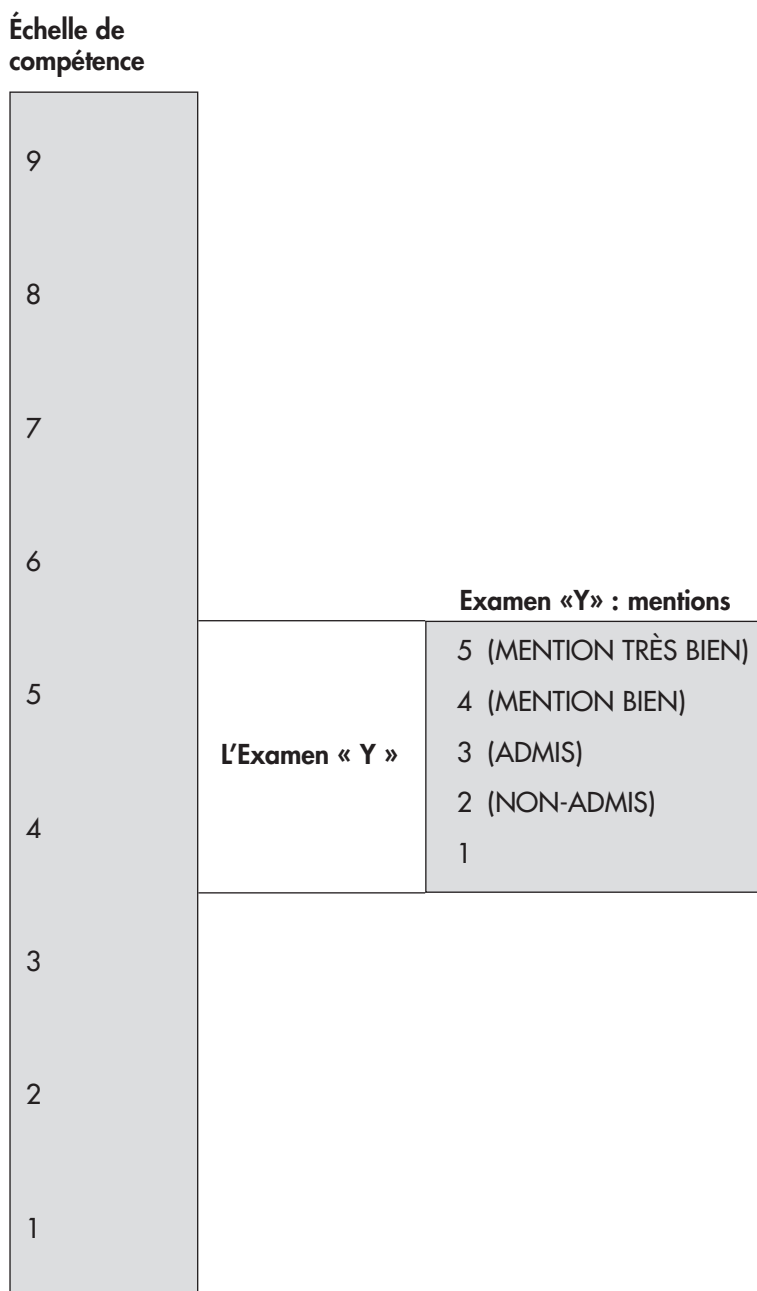 Échelle de
compétence
9
8
7
6
Examen «Y» : mentions
5 (MENTION TRÈS BIEN)
5
4 (MENTION BIEN)
L'Examen « Y »
3 (ADMIS)
2 (NON-ADMIS)
4
1
3
2
1